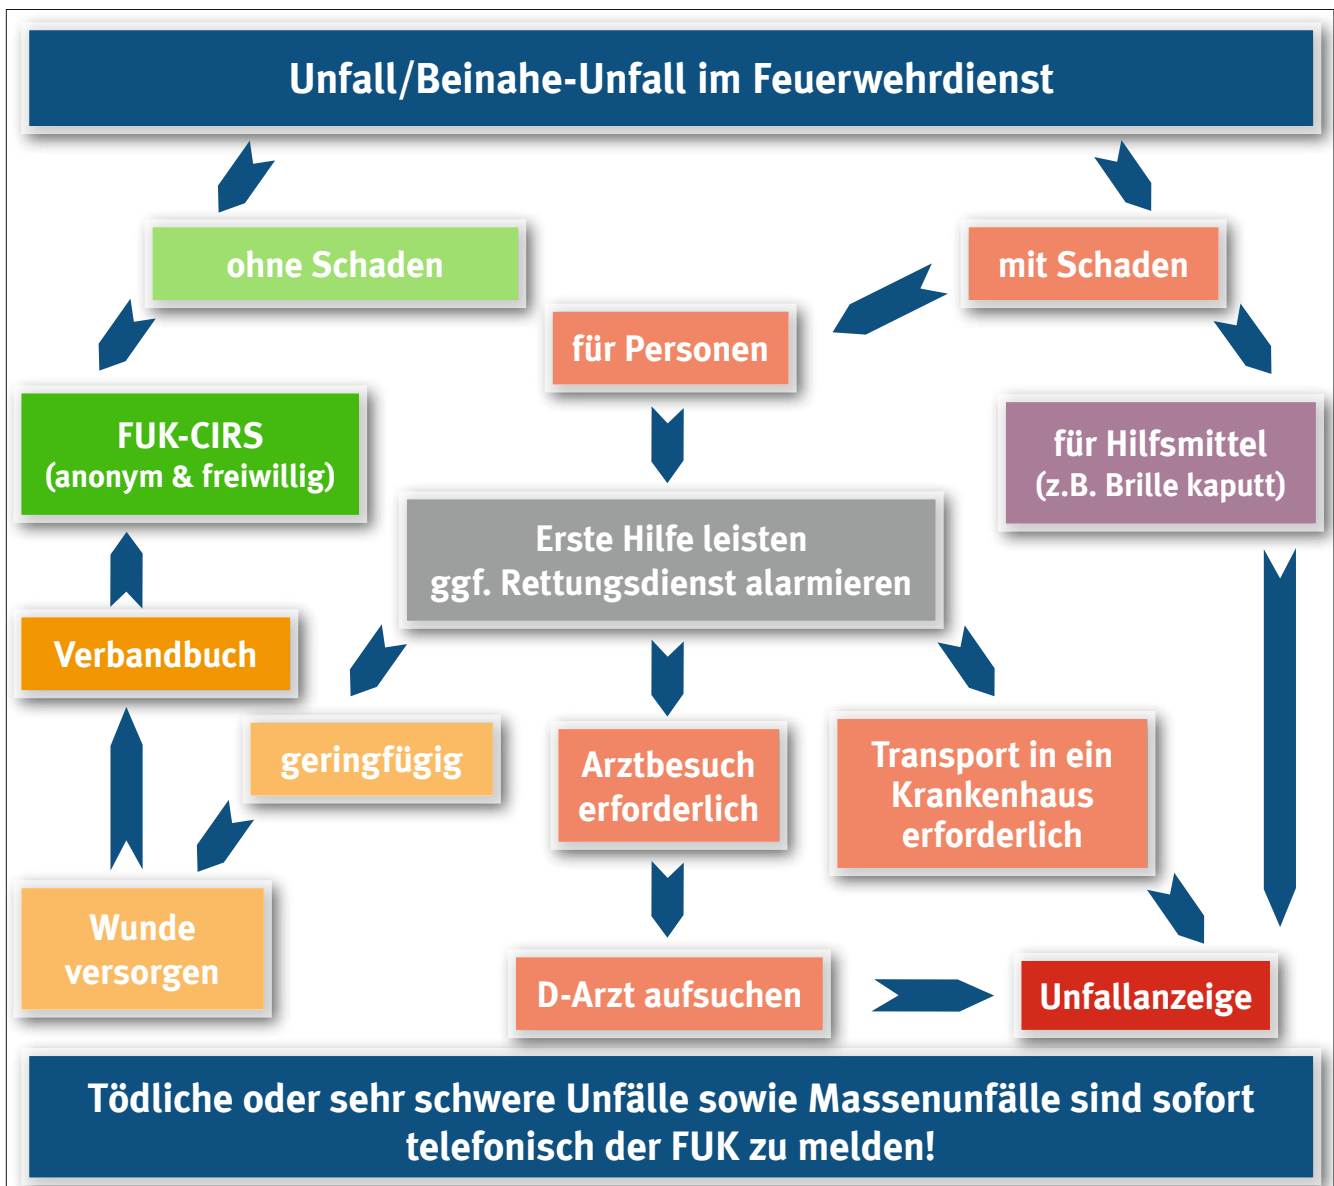 Unfall/Beinahe-Unfall im Feuerwehrdienst
ohne Schaden
mit Schaden
für Personen
FUK-CIRS
(anonym & freiwillig)
für Hilfsmittel
(z.B. Brille kaputt)
Erste Hilfe leisten
ggf. Rettungsdienst alarmieren
Verbandbuch
geringfügig
Arztbesuch
erforderlich
Transport in ein
Krankenhaus
erforderlich
Wunde
versorgen
D-Arzt aufsuchen
Unfallanzeige
Tödliche oder sehr schwere Unfälle sowie Massenunfälle sind sofort
telefonisch der FUK zu melden!